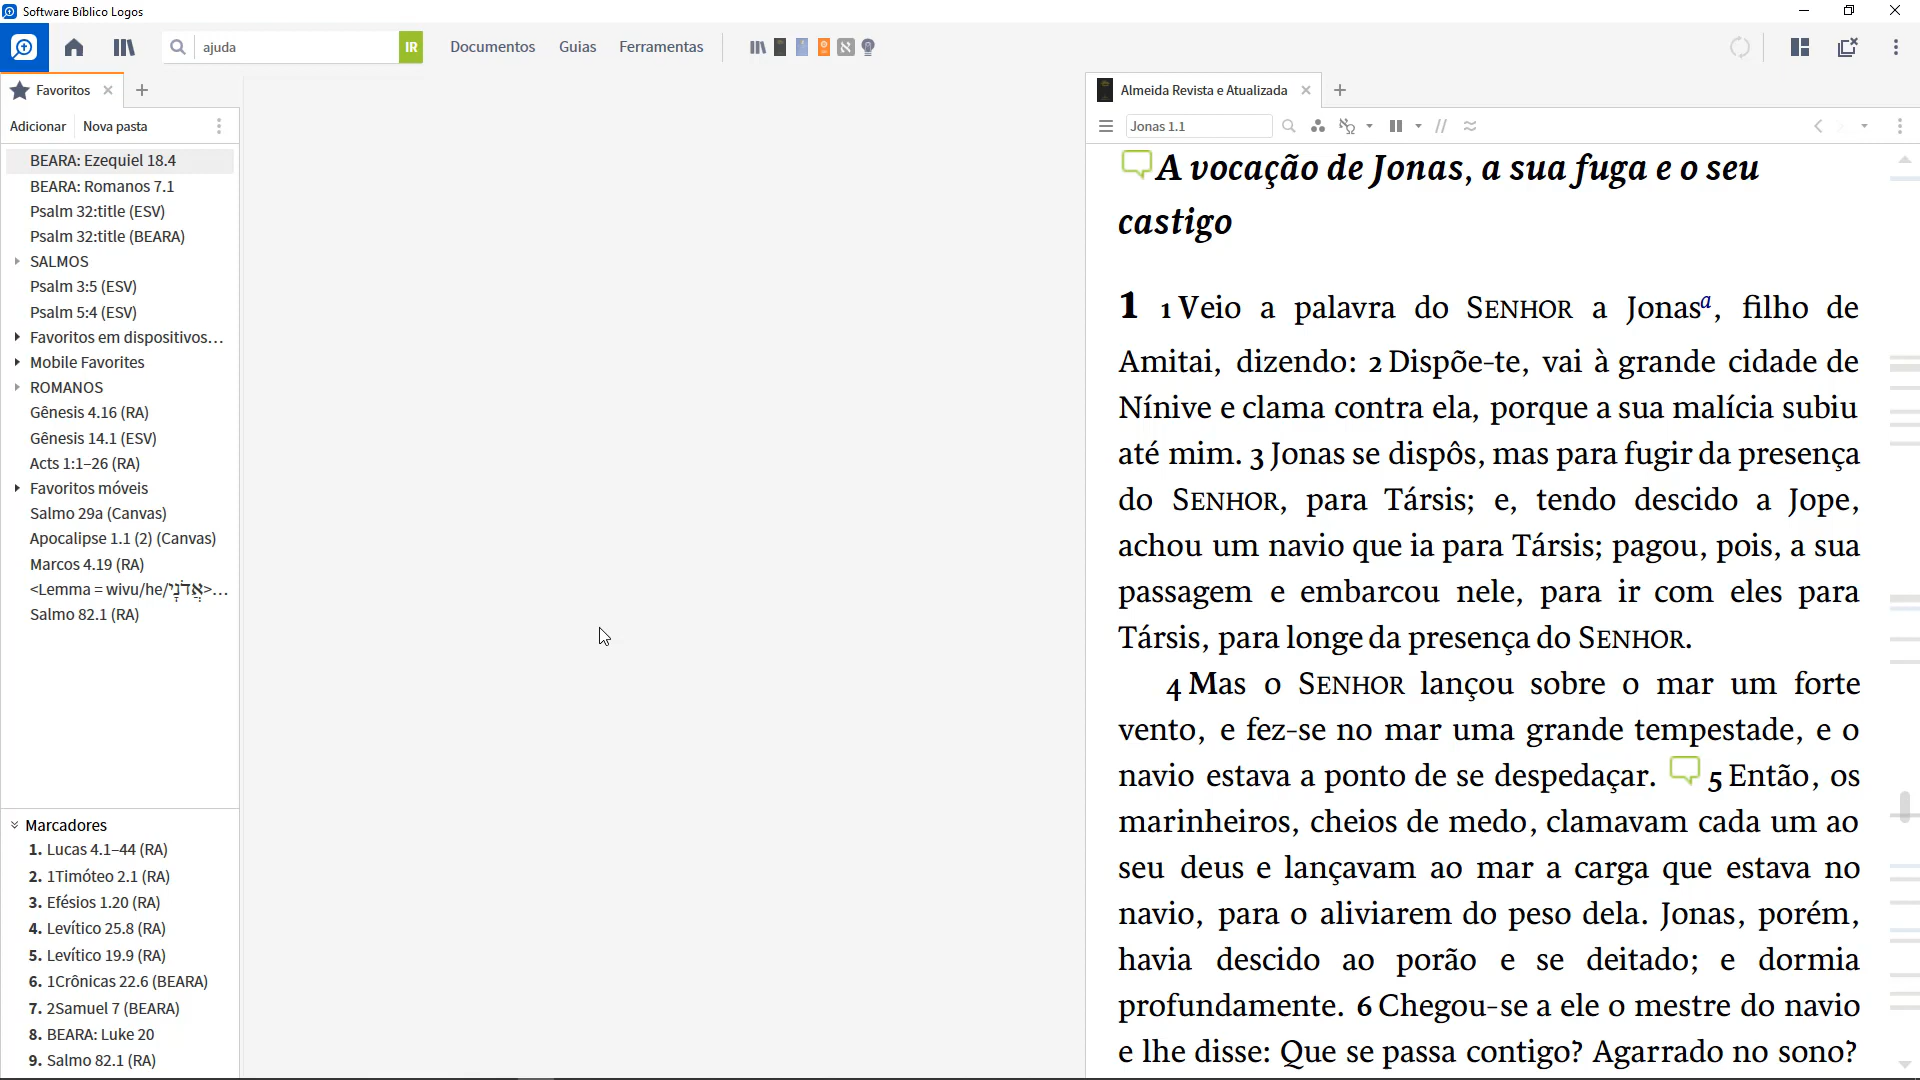 Software Bíblico Logos
ajuda
IR
Documentos
Guias
Ferramentas
Favoritos
Adicionar
Nova pasta
BEARA: Ezequiel 18.4
BEARA: Romanos 7.1
Psalm 32:title (ESV)
Psalm 32:title (BEARA)
SALMOS
Psalm 3:5 (ESV)
Psalm 5:4 (ESV)
Favoritos em dispositivos…
Mobile Favorites
ROMANOS
Gênesis 4.16 (RA)
Gênesis 14.1 (ESV)
Acts 1:1–26 (RA)
Favoritos móveis
Salmo 29a (Canvas)
Apocalipse 1.1 (2) (Canvas)
Marcos 4.19 (RA)
<Lemma = wivu/he/אֲדֹנָי>…
Salmo 82.1 (RA)
Marcadores
1. Lucas 4.1–44 (RA)
2. 1Timóteo 2.1 (RA)
3. Efésios 1.20 (RA)
4. Levítico 25.8 (RA)
5. Levítico 19.9 (RA)
6. 1Crônicas 22.6 (BEARA)
7. 2Samuel 7 (BEARA)
8. BEARA: Luke 20
9. Salmo 82.1 (RA)
Almeida Revista e Atualizada
Jonas 1.1
A vocação de Jonas, a sua fuga e o seu
castigo
1 1 Veio a palavra do SENHOR a Jonasa, filho de
Amitai, dizendo: 2 Dispõe-te, vai à grande cidade de
Nínive e clama contra ela, porque a sua malícia subiu
até mim. 3 Jonas se dispôs, mas para fugir da presença
do SENHOR, para Társis; e, tendo descido a Jope,
achou um navio que ia para Társis; pagou, pois, a sua
passagem e embarcou nele, para ir com eles para
Társis, para longe da presença do SENHOR.
4 Mas o SENHOR lançou sobre o mar um forte
vento, e fez-se no mar uma grande tempestade, e o
navio estava a ponto de se despedaçar. 5 Então, os
marinheiros, cheios de medo, clamavam cada um ao
seu deus e lançavam ao mar a carga que estava no
navio, para o aliviarem do peso dela. Jonas, porém,
havia descido ao porão e se deitado; e dormia
profundamente. 6 Chegou-se a ele o mestre do navio
e lhe disse: Que se passa contigo? Agarrado no sono?